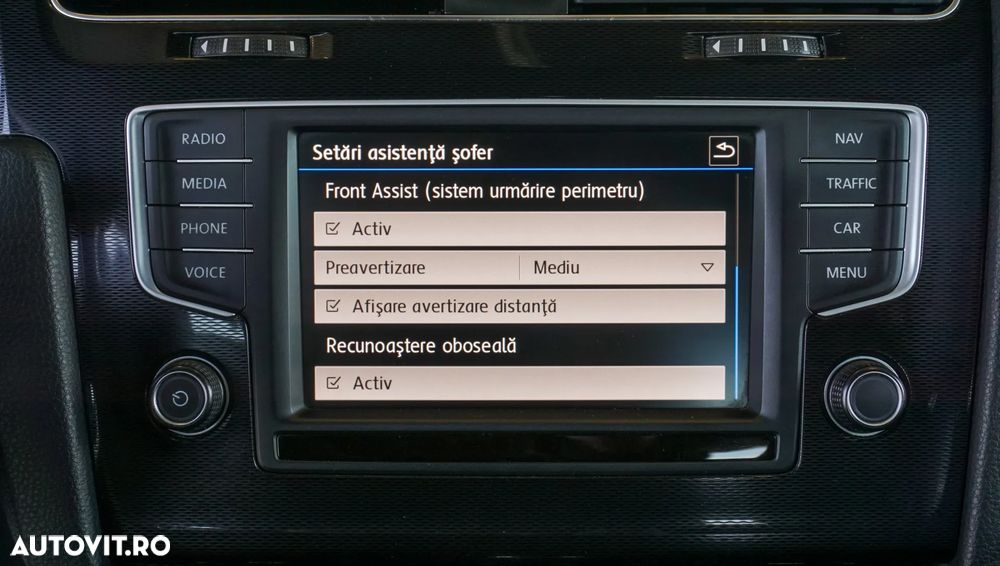 RADIO
MEDIA
PHONE
VOICE
Setări asistenţă şofer
Front Assist (sistem urmărire perimetru)
Activ
Preavertizare Mediu
Afişare avertizare distanţă
Recunoaştere oboseală
Activ
NAV
TRAFFIC
CAR
MENU
AUTOVIT.RO